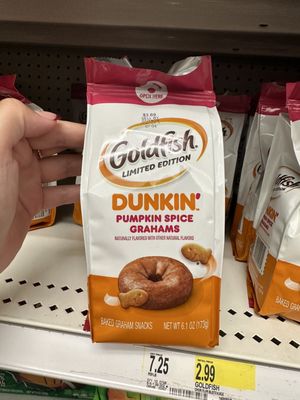 OPEN HERE
Goldfish
LIMITED EDITION
DUNKIN'
PUMPKIN SPICE
GRAHAMS
NATURALLY FLAVORED WITH OTHER NATURAL FLAVORS
BAKED GRAHAM SNACKS NET WT 6.1 OZ (173g)
7.25
2.99
GOLDFISH